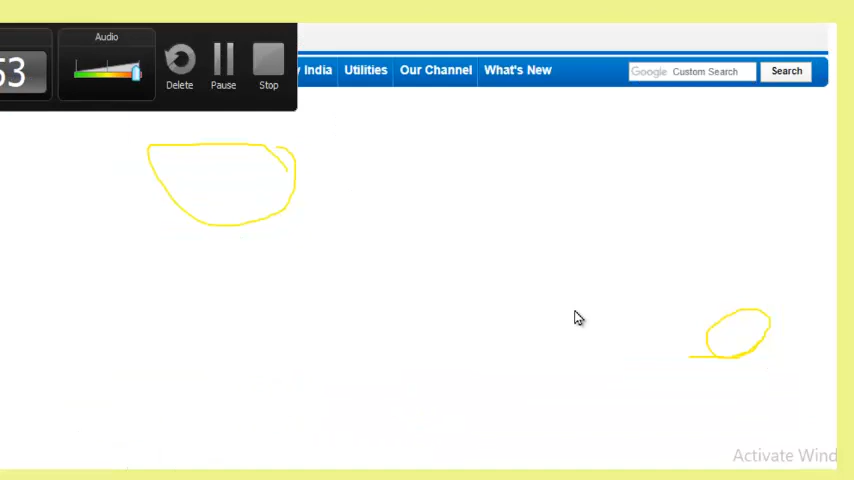 Audio
53
Delete Pause Stop
y India Utilities Our Channel What's New
Google Custom Search Search
Activate Wind